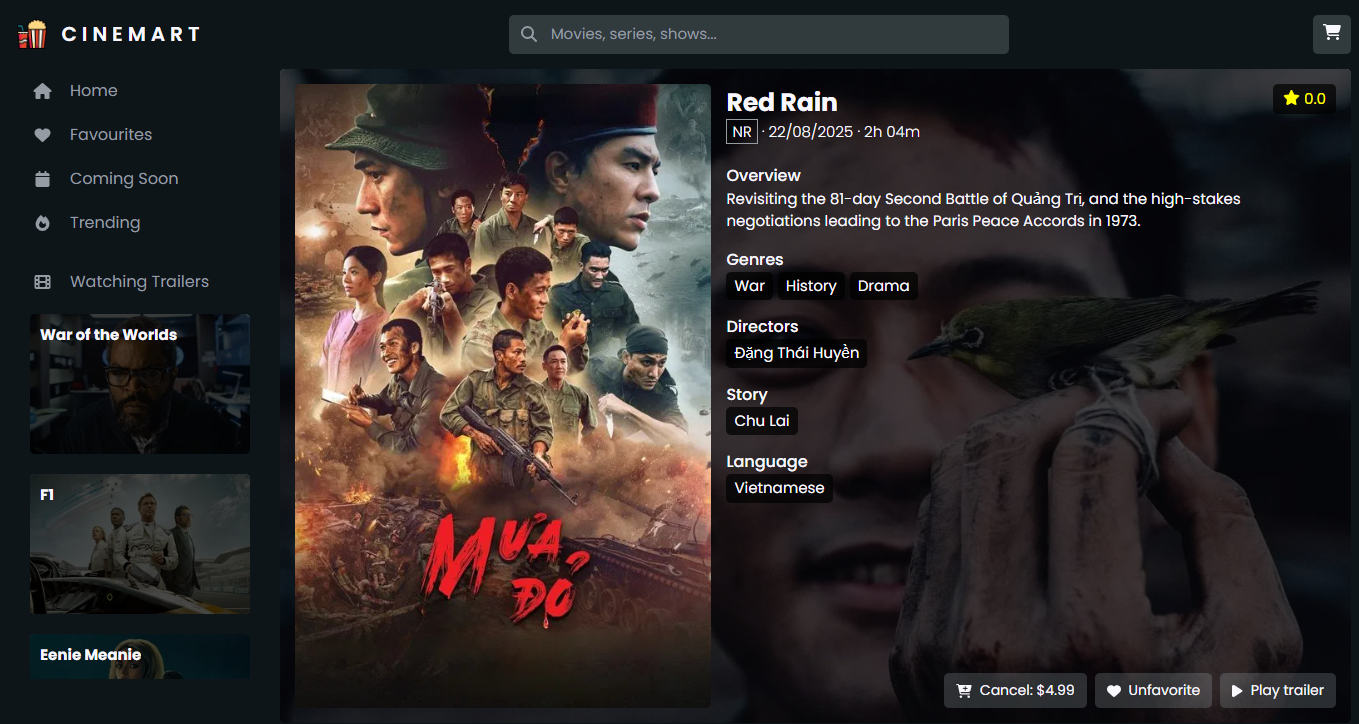 CINEMART
Movies, series, shows...
Home
Favourites
Coming Soon
Trending
Watching Trailers
War of the Worlds
F1
Eenie Meanie
MƯA
ĐỎ
Red Rain
0.0
NR · 22/08/2025 · 2h 04m
Overview
Revisiting the 81-day Second Battle of Quảng Trị, and the high-stakes
negotiations leading to the Paris Peace Accords in 1973.
Genres
War History Drama
Directors
Đặng Thái Huyền
Story
Chu Lai
Language
Vietnamese
Cancel: $4.99 Unfavorite Play trailer